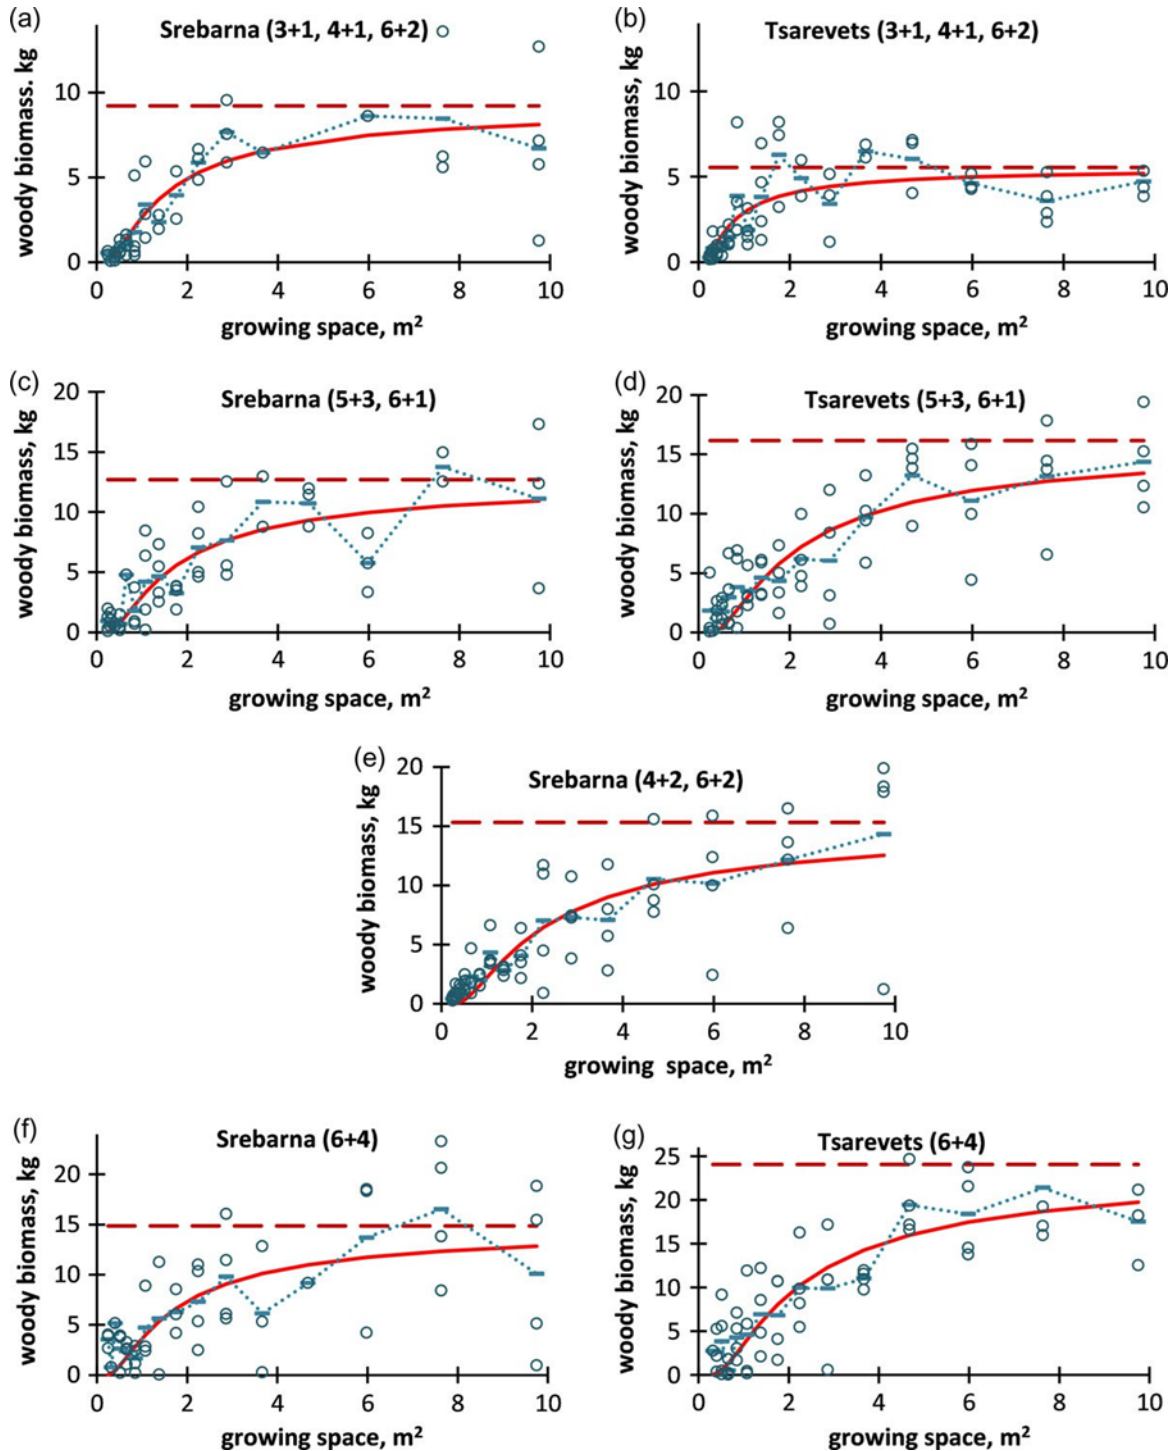 (a)
Srebarna (3+1, 4+1, 6+2)
woody biomass. kg
10
5
0
0 2 4 6 8 10
growing space, m²
(b)
Tsarevets (3+1, 4+1, 6+2)
woody biomass, kg
10
5
0
0 2 4 6 8 10
growing space, m²
(c)
Srebarna (5+3, 6+1)
woody biomass, kg
20
15
10
5
0
0 2 4 6 8 10
growing space, m²
(d)
Tsarevets (5+3, 6+1)
woody biomass, kg
20
15
10
5
0
0 2 4 6 8 10
growing space, m²
(e)
Srebarna (4+2, 6+2)
woody biomass, kg
20
15
10
5
0
0 2 4 6 8 10
growing space, m²
(f)
Srebarna (6+4)
woody biomass, kg
20
15
10
5
0
0 2 4 6 8 10
growing space, m²
(g)
Tsarevets (6+4)
woody biomass, kg
25
20
15
10
5
0
0 2 4 6 8 10
growing space, m²